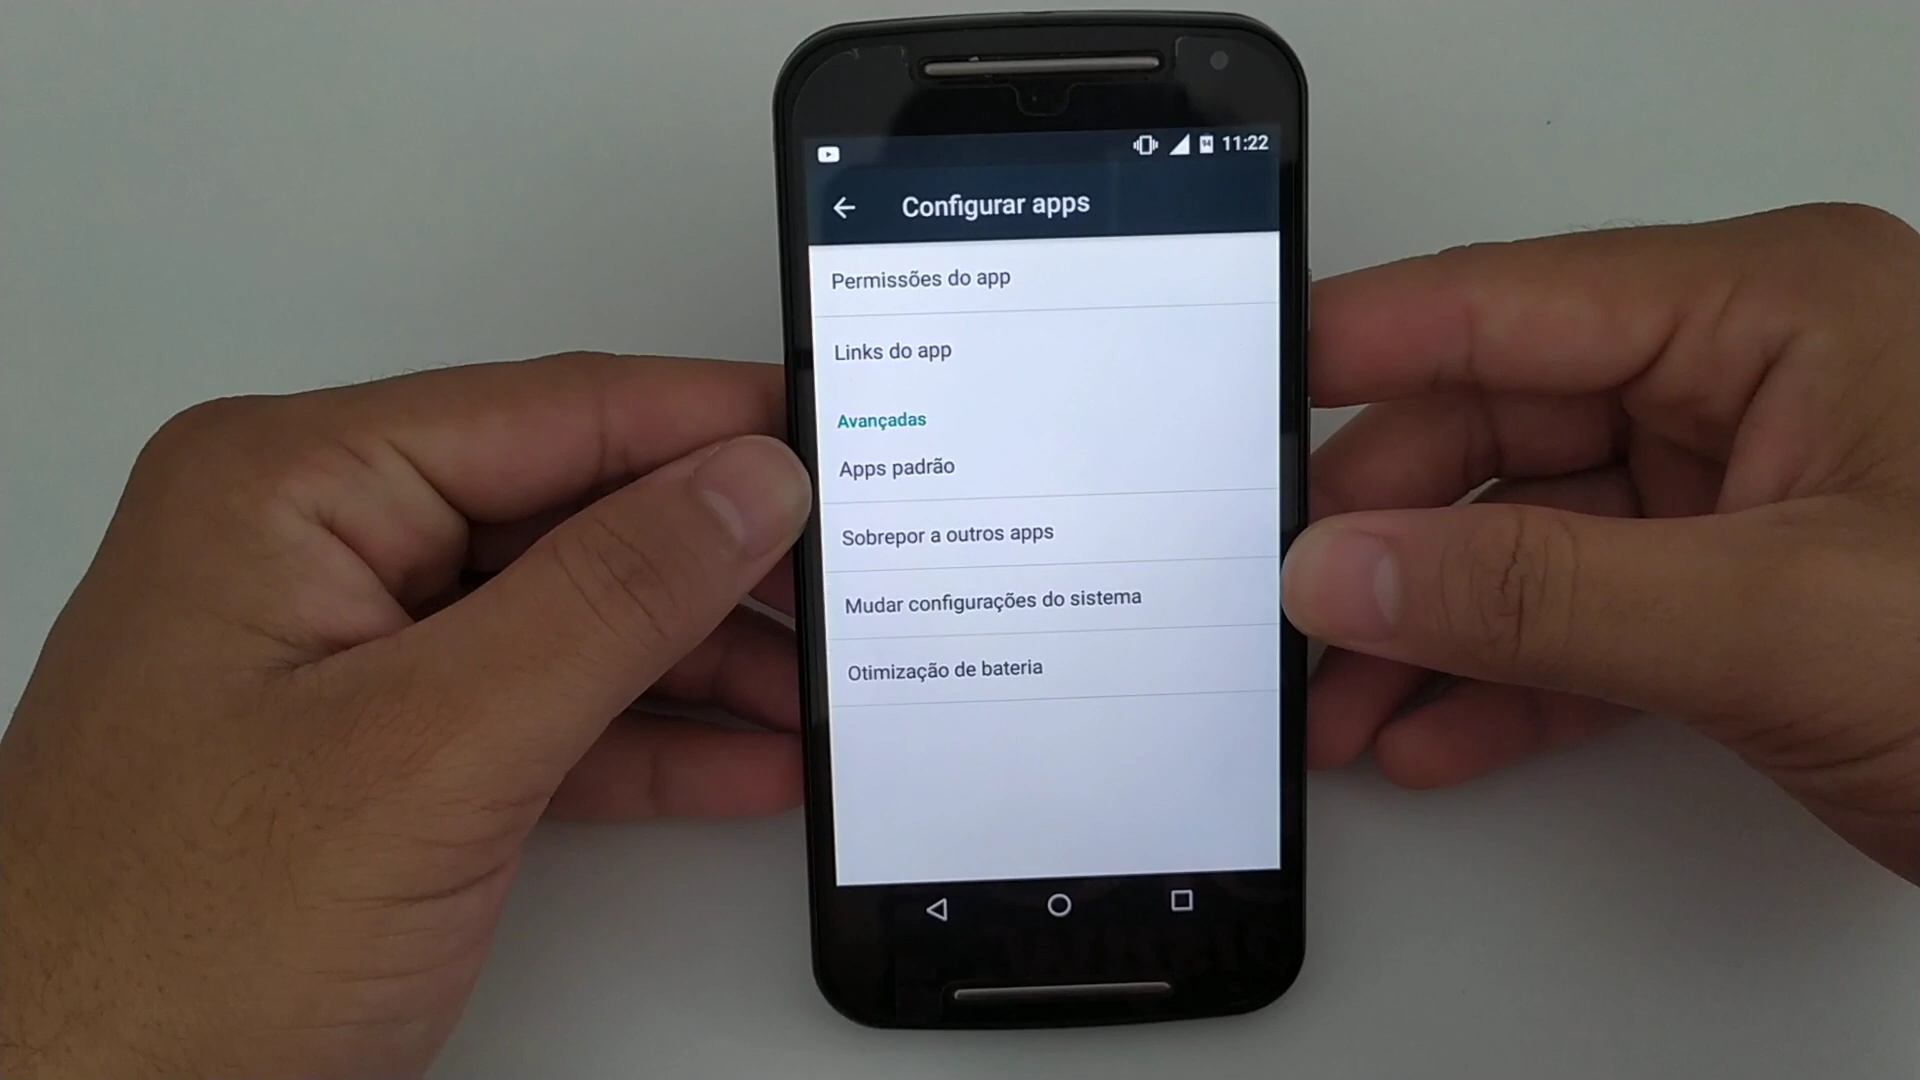 11:22
Configurar apps
Permissões do app
Links do app
Avançadas
Apps padrão
Sobrepor a outros apps
Mudar configurações do sistema
Otimização de bateria